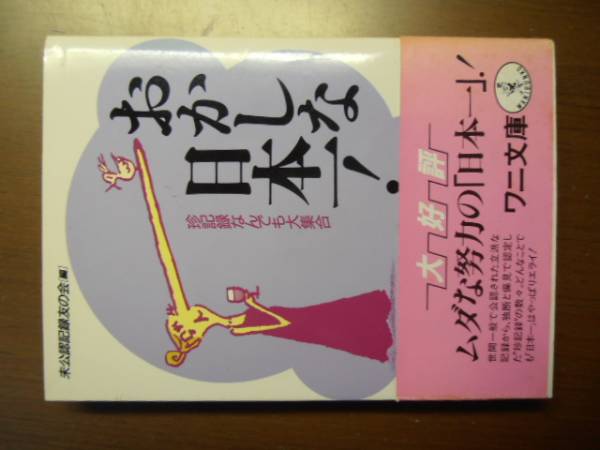 おかしな
日本一!
珍記録なんでも大集合
未公認記録友の会編
大好評
ムダな努力の「日本一」!
世間一般で公認された立派な
記録から、独断と偏見で認定し
た“珍記録”の数々。どんなことで
も「日本一」はやっぱりエライ!
ワニ文庫